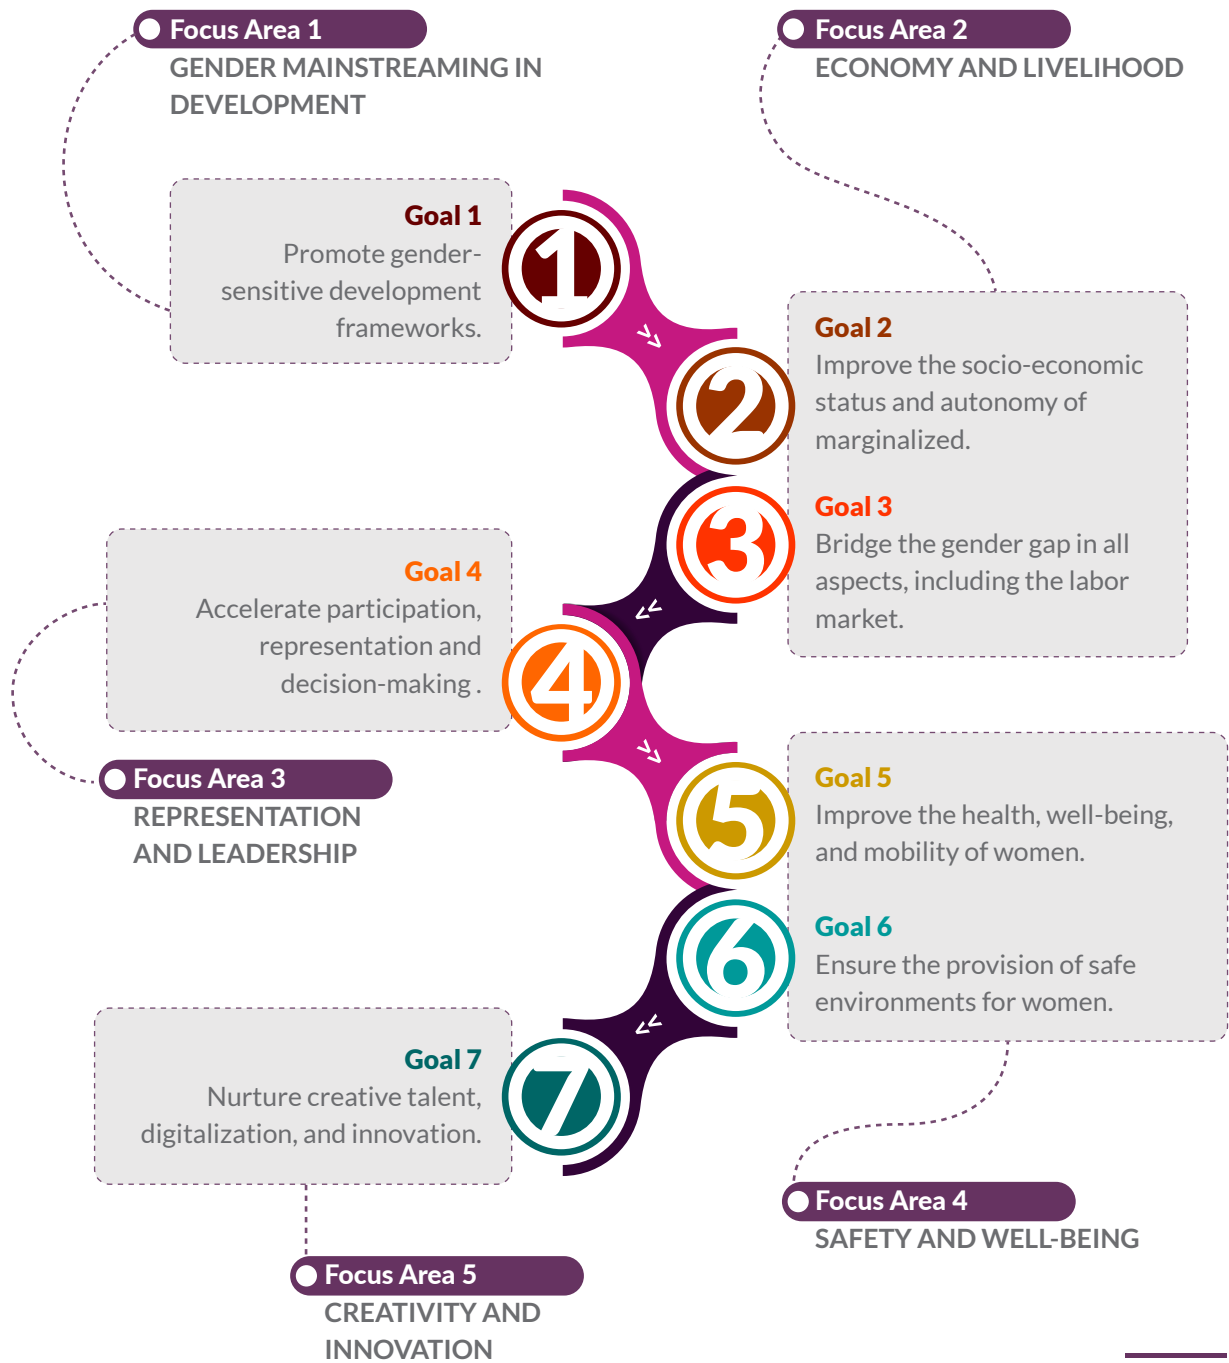 Focus Area 1
GENDER MAINSTREAMING IN
DEVELOPMENT
Focus Area 2
ECONOMY AND LIVELIHOOD
Goal 1
Promote gender-
sensitive development
frameworks.
1
2
Goal 2
Improve the socio-economic
status and autonomy of
marginalized.
3
Goal 3
Bridge the gender gap in all
aspects, including the labor
market.
Goal 4
Accelerate participation,
representation and
decision-making .
4
Focus Area 3
REPRESENTATION
AND LEADERSHIP
5
Goal 5
Improve the health, well-being,
and mobility of women.
6
Goal 6
Ensure the provision of safe
environments for women.
Goal 7
Nurture creative talent,
digitalization, and innovation.
7
Focus Area 4
SAFETY AND WELL-BEING
Focus Area 5
CREATIVITY AND
INNOVATION